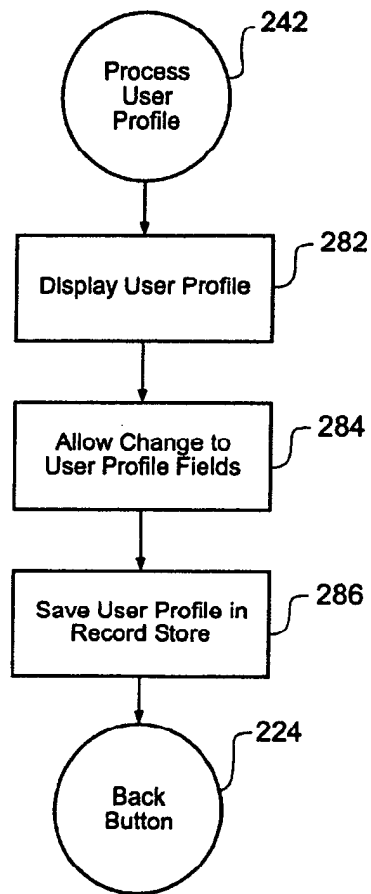 242
Process
User
Profile
282
Display User Profile
284
Allow Change to
User Profile Fields
286
Save User Profile in
Record Store
224
Back
Button